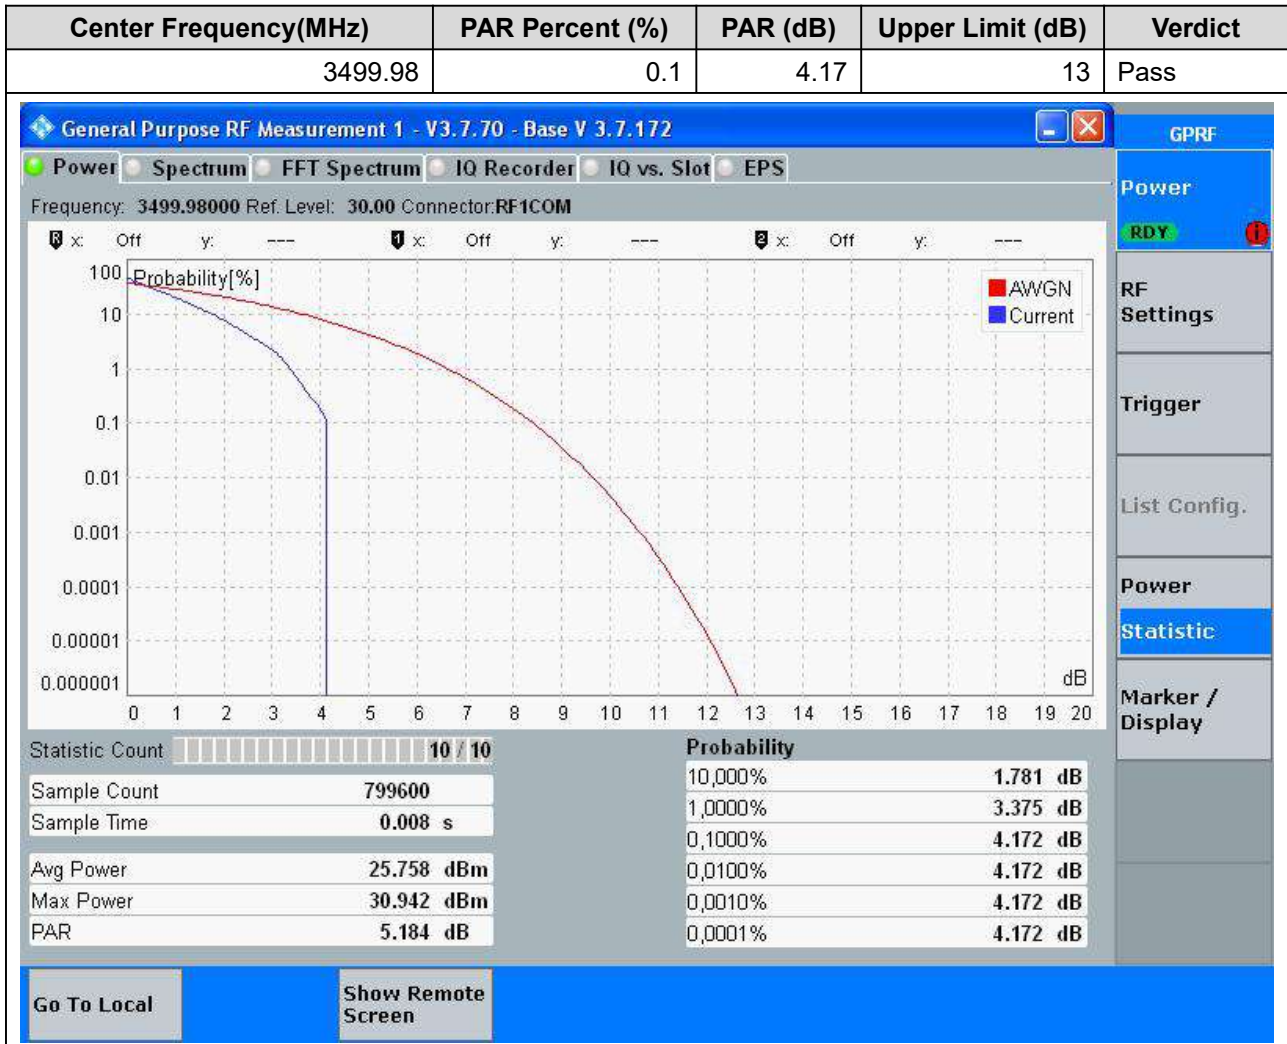 Center Frequency(MHz) PAR Percent (%) PAR (dB) Upper Limit (dB) Verdict
3499.98 0.1 4.17 13 Pass
General Purpose RF Measurement 1 - V3.7.70 - Base V 3.7.172
GPRF
Power Spectrum FFT Spectrum IQ Recorder IQ vs. Slot EPS
Power
RDY
Frequency: 3499.98000 Ref. Level: 30.00 Connector:RF1COM
R x: Off y: --- 1 x: Off y: --- 2 x: Off y: ---
Probability[%]
100
10
1
0.1
0.01
0.001
0.0001
0.00001
0.000001
AWGN
Current
dB
0 1 2 3 4 5 6 7 8 9 10 11 12 13 14 15 16 17 18 19 20
RF
Settings
Trigger
List Config.
Power
Statistic
Marker /
Display
Statistic Count 10 / 10
Sample Count 799600
Sample Time 0.008 s
Avg Power 25.758 dBm
Max Power 30.942 dBm
PAR 5.184 dB
Probability
10,000% 1.781 dB
1,0000% 3.375 dB
0,1000% 4.172 dB
0,0100% 4.172 dB
0,0010% 4.172 dB
0,0001% 4.172 dB
Go To Local
Show Remote
Screen